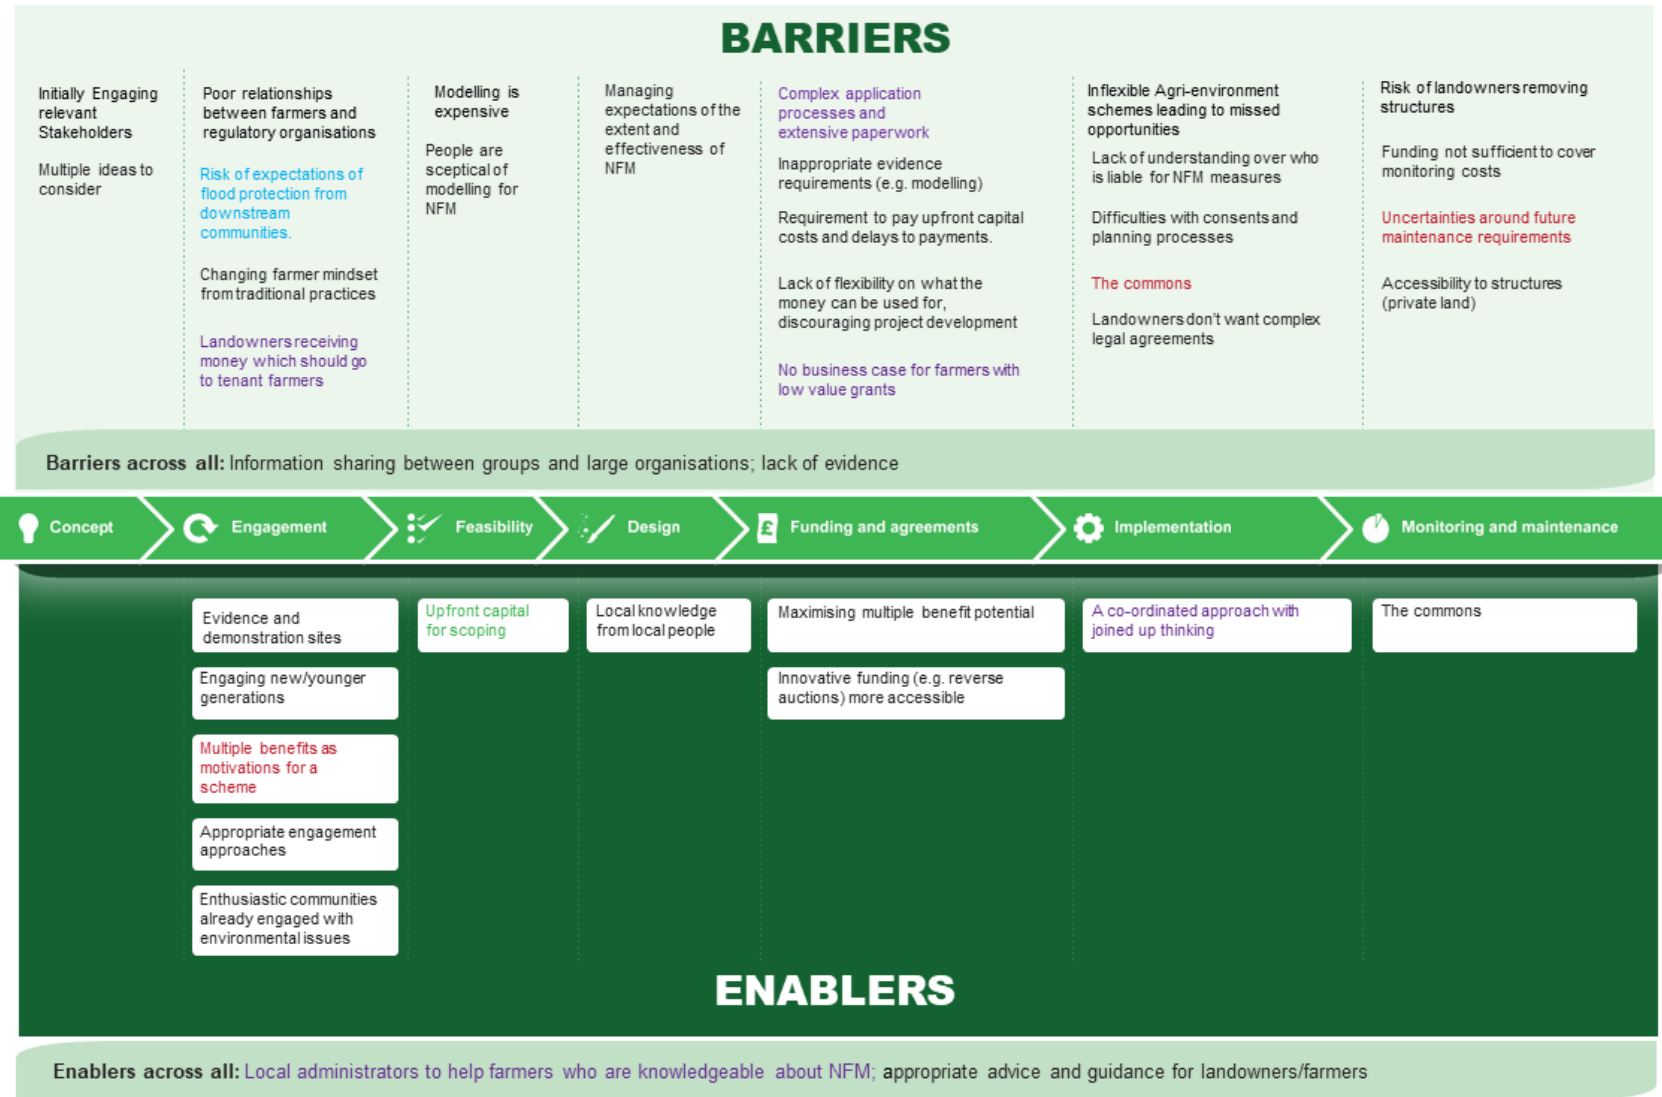 BARRIERS
Initially Engaging
relevant
Stakeholders
Multiple ideas to
consider
Poor relationships
between farmers and
regulatory organisations
Risk of expectations of
flood protection from
downstream
communities.
Changing farmer mindset
from traditional practices
Landowners receiving
money which should go
to tenant farmers
Modelling is
expensive
People are
sceptical of
modelling for
NFM
Managing
expectations of the
extent and
effectiveness of
NFM
Complex application
processes and
extensive paperwork
Inappropriate evidence
requirements (e.g. modelling)
Requirement to pay upfront capital
costs and delays to payments.
Lack of flexibility on what the
money can be used for,
discouraging project development
No business case for farmers with
low value grants
Inflexible Agri-environment
schemes leading to missed
opportunities
Lack of understanding over who
is liable for NFM measures
Difficulties with consents and
planning processes
The commons
Landowners don't want complex
legal agreements
Risk of landowners removing
structures
Funding not sufficient to cover
monitoring costs
Uncertainties around future
maintenance requirements
Accessibility to structures
(private land)
Barriers across all: Information sharing between groups and large organisations; lack of evidence
Concept
Engagement
Feasibility
Design
£ Funding and agreements
Implementation
Monitoring and maintenance
Evidence and
demonstration sites
Engaging new/younger
generations
Multiple benefits as
motivations for a
scheme
Appropriate engagement
approaches
Enthusiastic communities
already engaged with
environmental issues
Upfront capital
for scoping
Local knowledge
from local people
Maximising multiple benefit potential
Innovative funding (e.g. reverse
auctions) more accessible
A co-ordinated approach with
joined up thinking
The commons
ENABLERS
Enablers across all: Local administrators to help farmers who are knowledgeable about NFM; appropriate advice and guidance for landowners/farmers